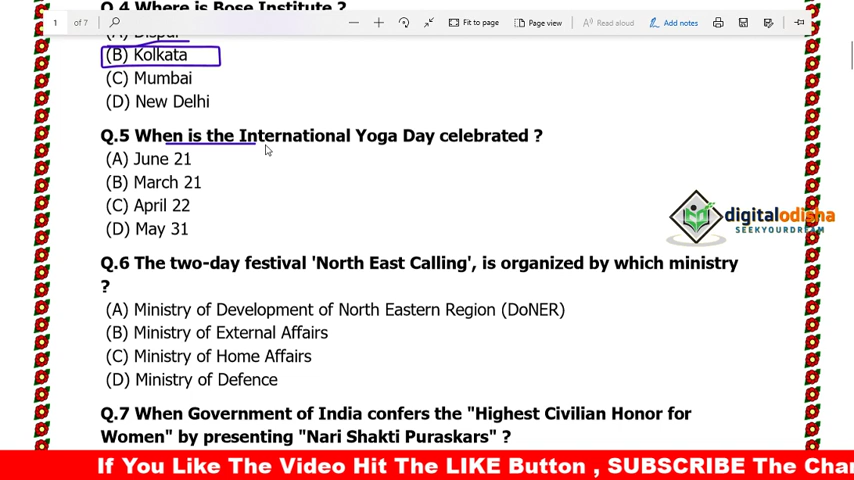 Q.4 Where is Bose Institute ?
1 of 7
Fit to page
Page view
Read aloud
Add notes
(A) Dispur
(B) Kolkata
(C) Mumbai
(D) New Delhi
Q.5 When is the International Yoga Day celebrated ?
(A) June 21
(B) March 21
(C) April 22
(D) May 31
digitalodisha
SEEKYOURDREAM
Q.6 The two-day festival 'North East Calling', is organized by which ministry
?
(A) Ministry of Development of North Eastern Region (DoNER)
(B) Ministry of External Affairs
(C) Ministry of Home Affairs
(D) Ministry of Defence
Q.7 When Government of India confers the "Highest Civilian Honor for
Women" by presenting "Nari Shakti Puraskars" ?
If You Like The Video Hit The LIKE Button , SUBSCRIBE The Cha